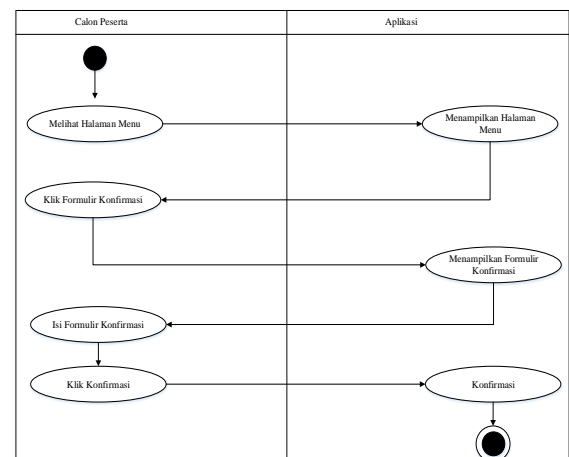 Calon Peserta
Aplikasi
Melihat Halaman Menu
Menampilkan Halaman
Menu
Klik Formulir Konfirmasi
Menampilkan Formulir
Konfirmasi
Isi Formulir Konfirmasi
Klik Konfirmasi
Konfirmasi